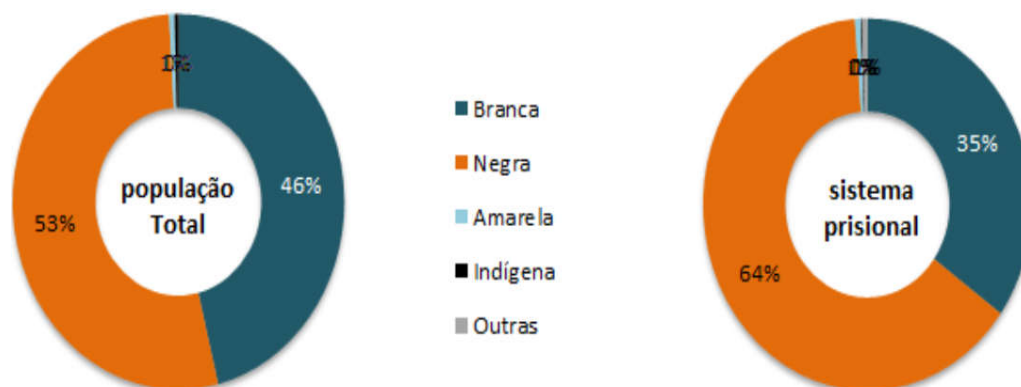 população
Total
46%
53%
Branca
Negra
Amarela
Indígena
Outras
sistema
prisional
35%
64%